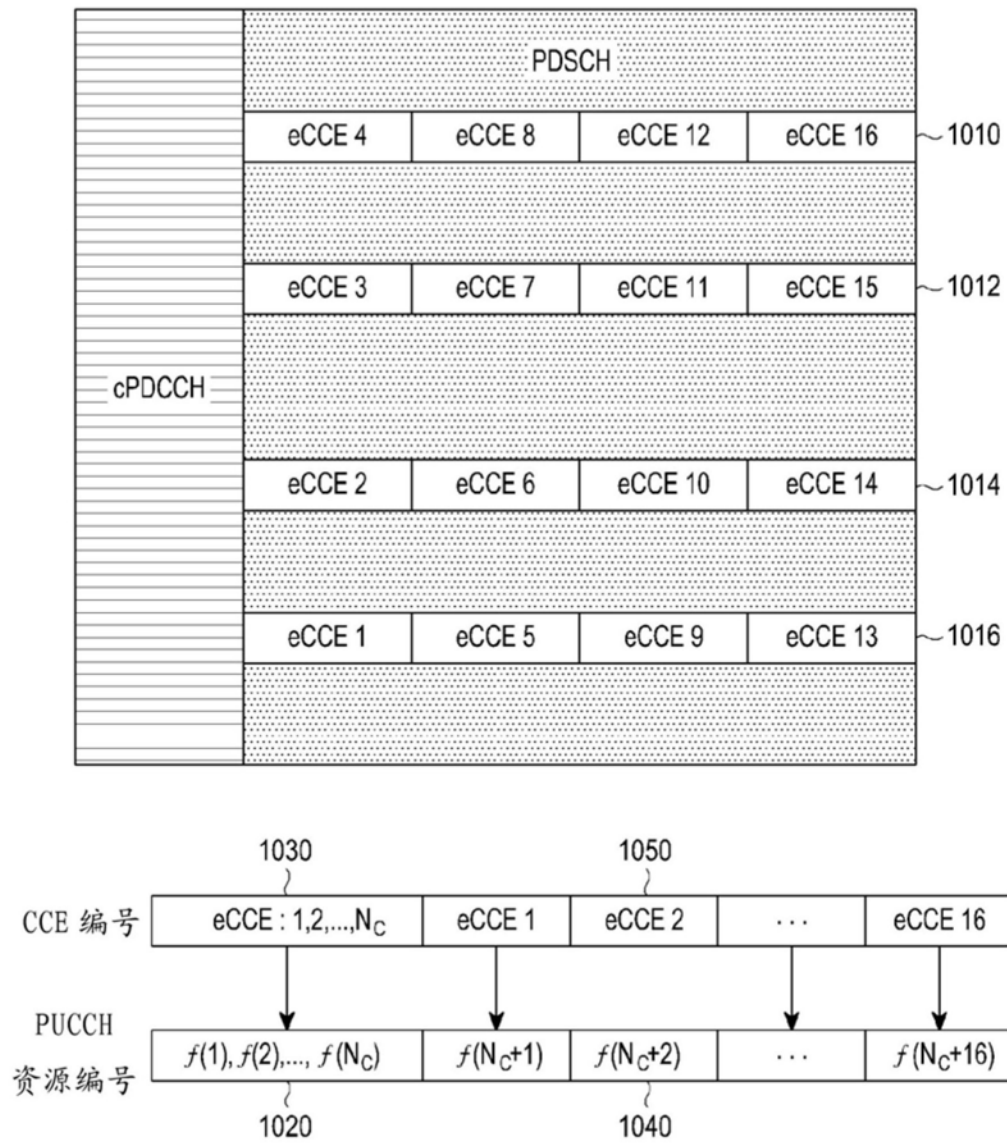 PDSCH
eCCE 4 eCCE 8 eCCE 12 eCCE 16 1010
eCCE 3 eCCE 7 eCCE 11 eCCE 15 1012
cPDCCH
eCCE 2 eCCE 6 eCCE 10 eCCE 14 1014
eCCE 1 eCCE 5 eCCE 9 eCCE 13 1016
1030 1050
CCE 编号 eCCE : 1,2,...,N_C eCCE 1 eCCE 2 ... eCCE 16
PUCCH
资源编号 f(1), f(2),..., f(N_C) f(N_C+1) f(N_C+2) ... f(N_C+16)
1020 1040